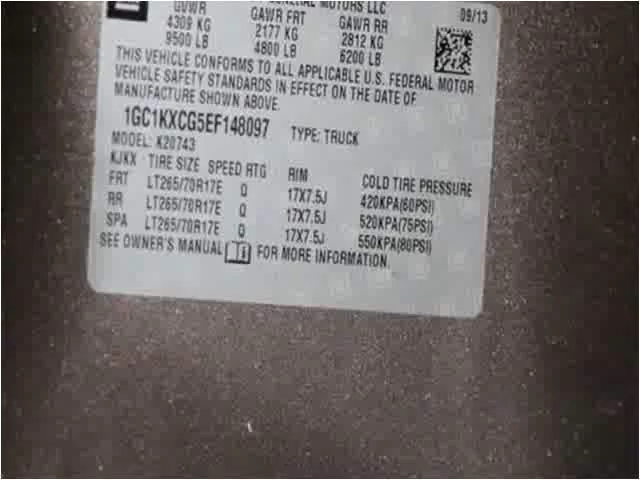 GENERAL MOTORS LLC
09/13
GVWR GAWR FRT GAWR RR
4309 KG 2177 KG 2812 KG
9500 LB 4800 LB 6200 LB
THIS VEHICLE CONFORMS TO ALL APPLICABLE U.S. FEDERAL MOTOR
VEHICLE SAFETY STANDARDS IN EFFECT ON THE DATE OF
MANUFACTURE SHOWN ABOVE.
1GC1KXCG5EF148097 TYPE: TRUCK
MODEL: K20743
KJKX TIRE SIZE SPEED RTG RIM COLD TIRE PRESSURE
FRT LT265/70R17E Q 17X7.5J 420KPA(60PSI)
RR LT265/70R17E Q 17X7.5J 520KPA(75PSI)
SPA LT265/70R17E Q 17X7.5J 550KPA(80PSI)
SEE OWNER'S MANUAL FOR MORE INFORMATION.